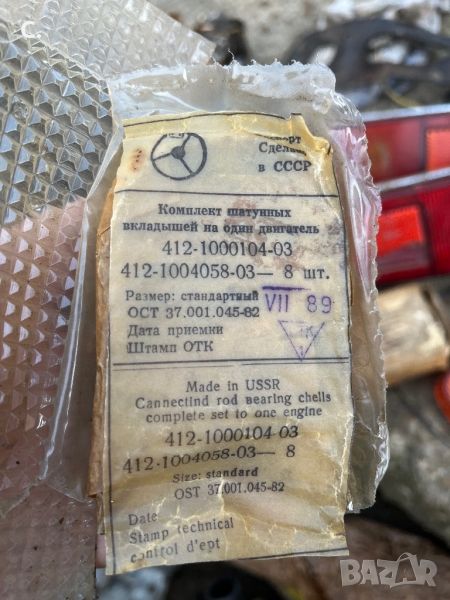 Сделано
в СССР
Комплект шатунных
вкладышей на один двигатель
412-1000104-03
412-1004058-03— 8 шт.
Размер: стандартный
ОСТ 37.001.045-82
VII 89
Дата приемки
Штамп ОТК
Made in USSR
Cannectind rod bearing chells
complete set to one engine
412-1000104-03
412-1004058-03— 8
Size: standard
OST 37.001.045-82
Date
Stamp technical
control d'ept
BAZAR